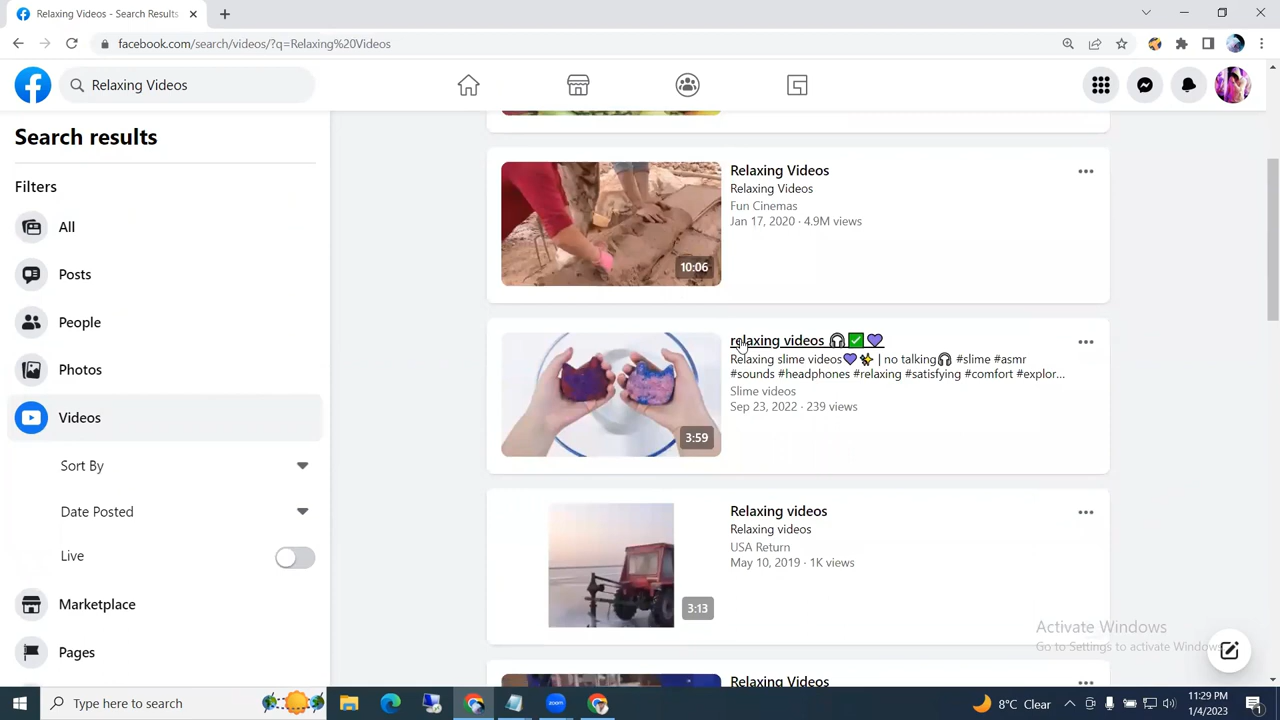 Relaxing Videos - Search Results
facebook.com/search/videos/?q=Relaxing%20Videos
Relaxing Videos
Search results
Filters
All
Posts
People
Photos
Videos
Sort By
Date Posted
Live
Marketplace
Pages
Relaxing Videos
Relaxing Videos
Fun Cinemas
Jan 17, 2020 · 4.9M views
10:06
relaxing videos 🎧✅💜
Relaxing slime videos💜✨ | no talking🎧 #slime #asmr
#sounds #headphones #relaxing #satisfying #comfort #explor...
Slime videos
Sep 23, 2022 · 239 views
3:59
Relaxing videos
Relaxing videos
USA Return
May 10, 2019 · 1K views
3:13
Relaxing Videos
Activate Windows
Go to Settings to activate Windows
Type here to search
zoom
8°C Clear
11:29 PM
1/4/2023
1